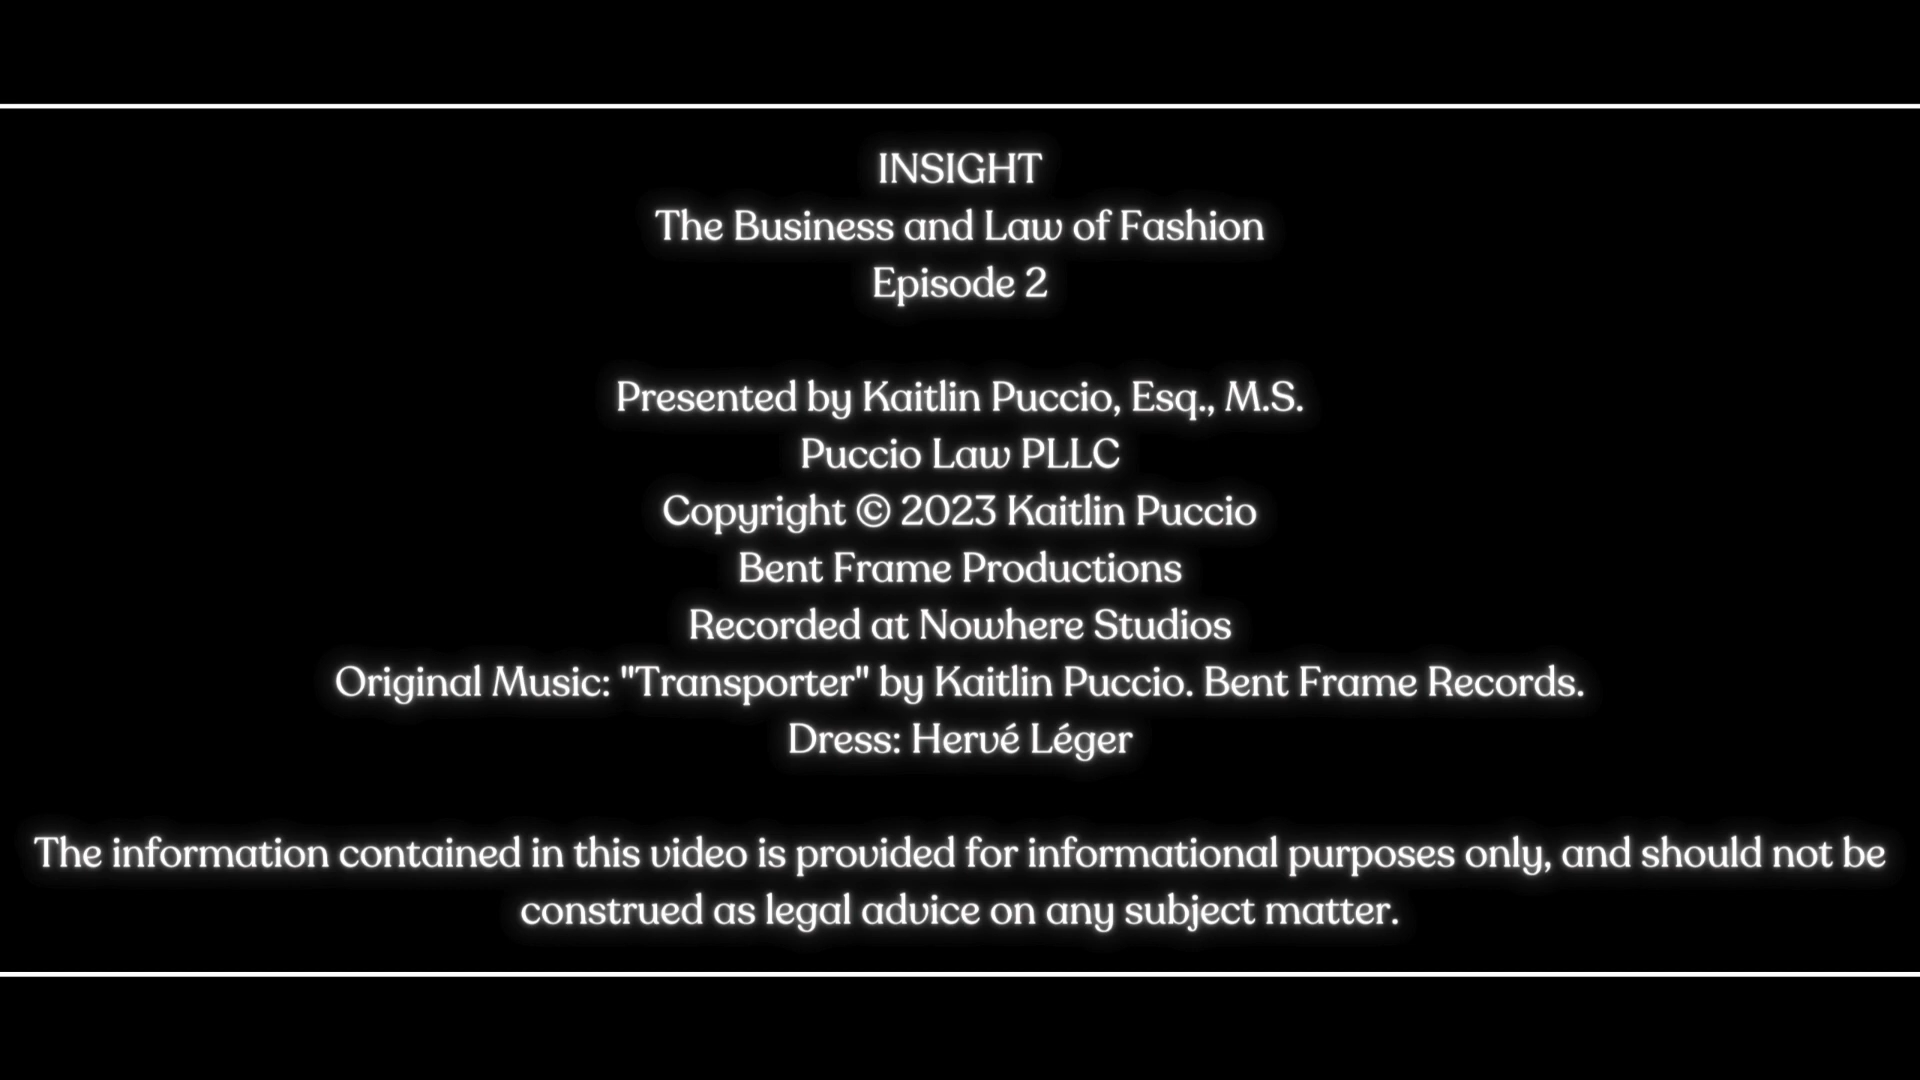 INSIGHT
The Business and Law of Fashion
Episode 2
Presented by Kaitlin Puccio, Esq., M.S.
Puccio Law PLLC
Copyright © 2023 Kaitlin Puccio
Bent Frame Productions
Recorded at Nowhere Studios
Original Music: "Transporter" by Kaitlin Puccio. Bent Frame Records.
Dress: Hervé Léger
The information contained in this video is provided for informational purposes only, and should not be
construed as legal advice on any subject matter.